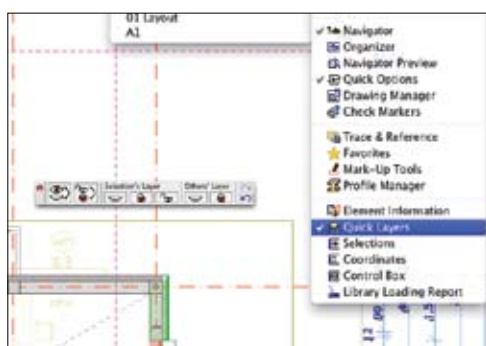 01 Layout
A1
Navigator
Organizer
Navigator Preview
Quick Options
Drawing Manager
Check Markers
Trace & Reference
Favorites
Mark-Up Tools
Profile Manager
Element Information
Quick Layers
Selections
Coordinates
Control Box
Library Loading Report
Selection's Layer
Others' Layer